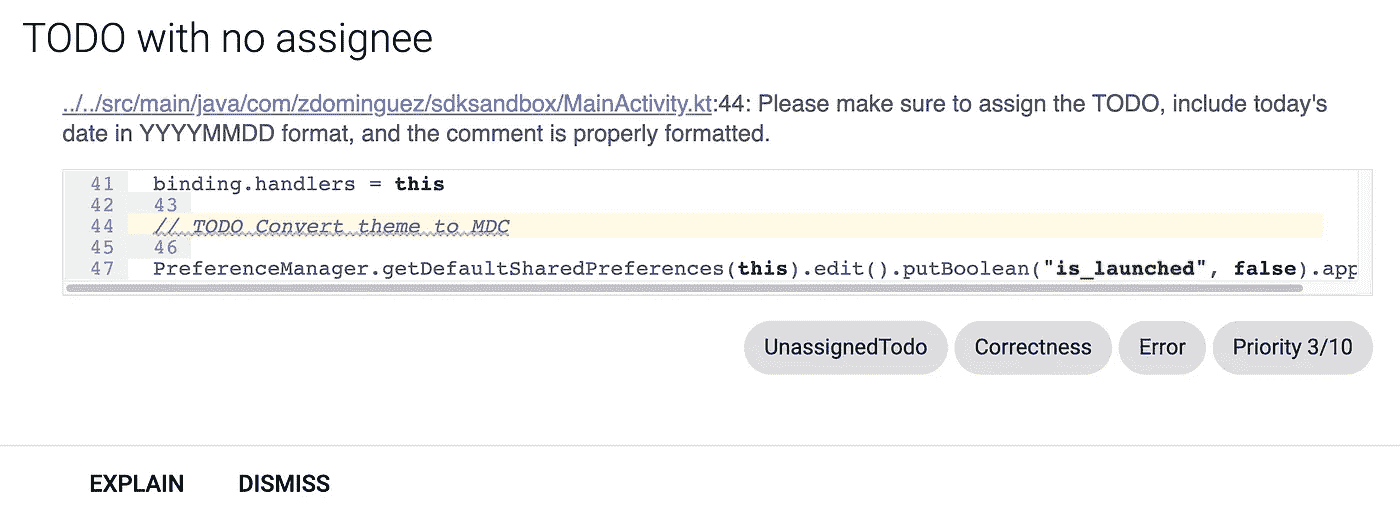 TODO with no assignee
../../src/main/java/com/zdominguez/sdksandbox/MainActivity.kt:44: Please make sure to assign the TODO, include today's
date in YYYYMMDD format, and the comment is properly formatted.
41 binding.handlers = this
42 43
44 // TODO Convert theme to MDC
45 46
47 PreferenceManager.getDefaultSharedPreferences(this).edit().putBoolean("is_launched", false).app
UnassignedTodo Correctness Error Priority 3/10
EXPLAIN DISMISS